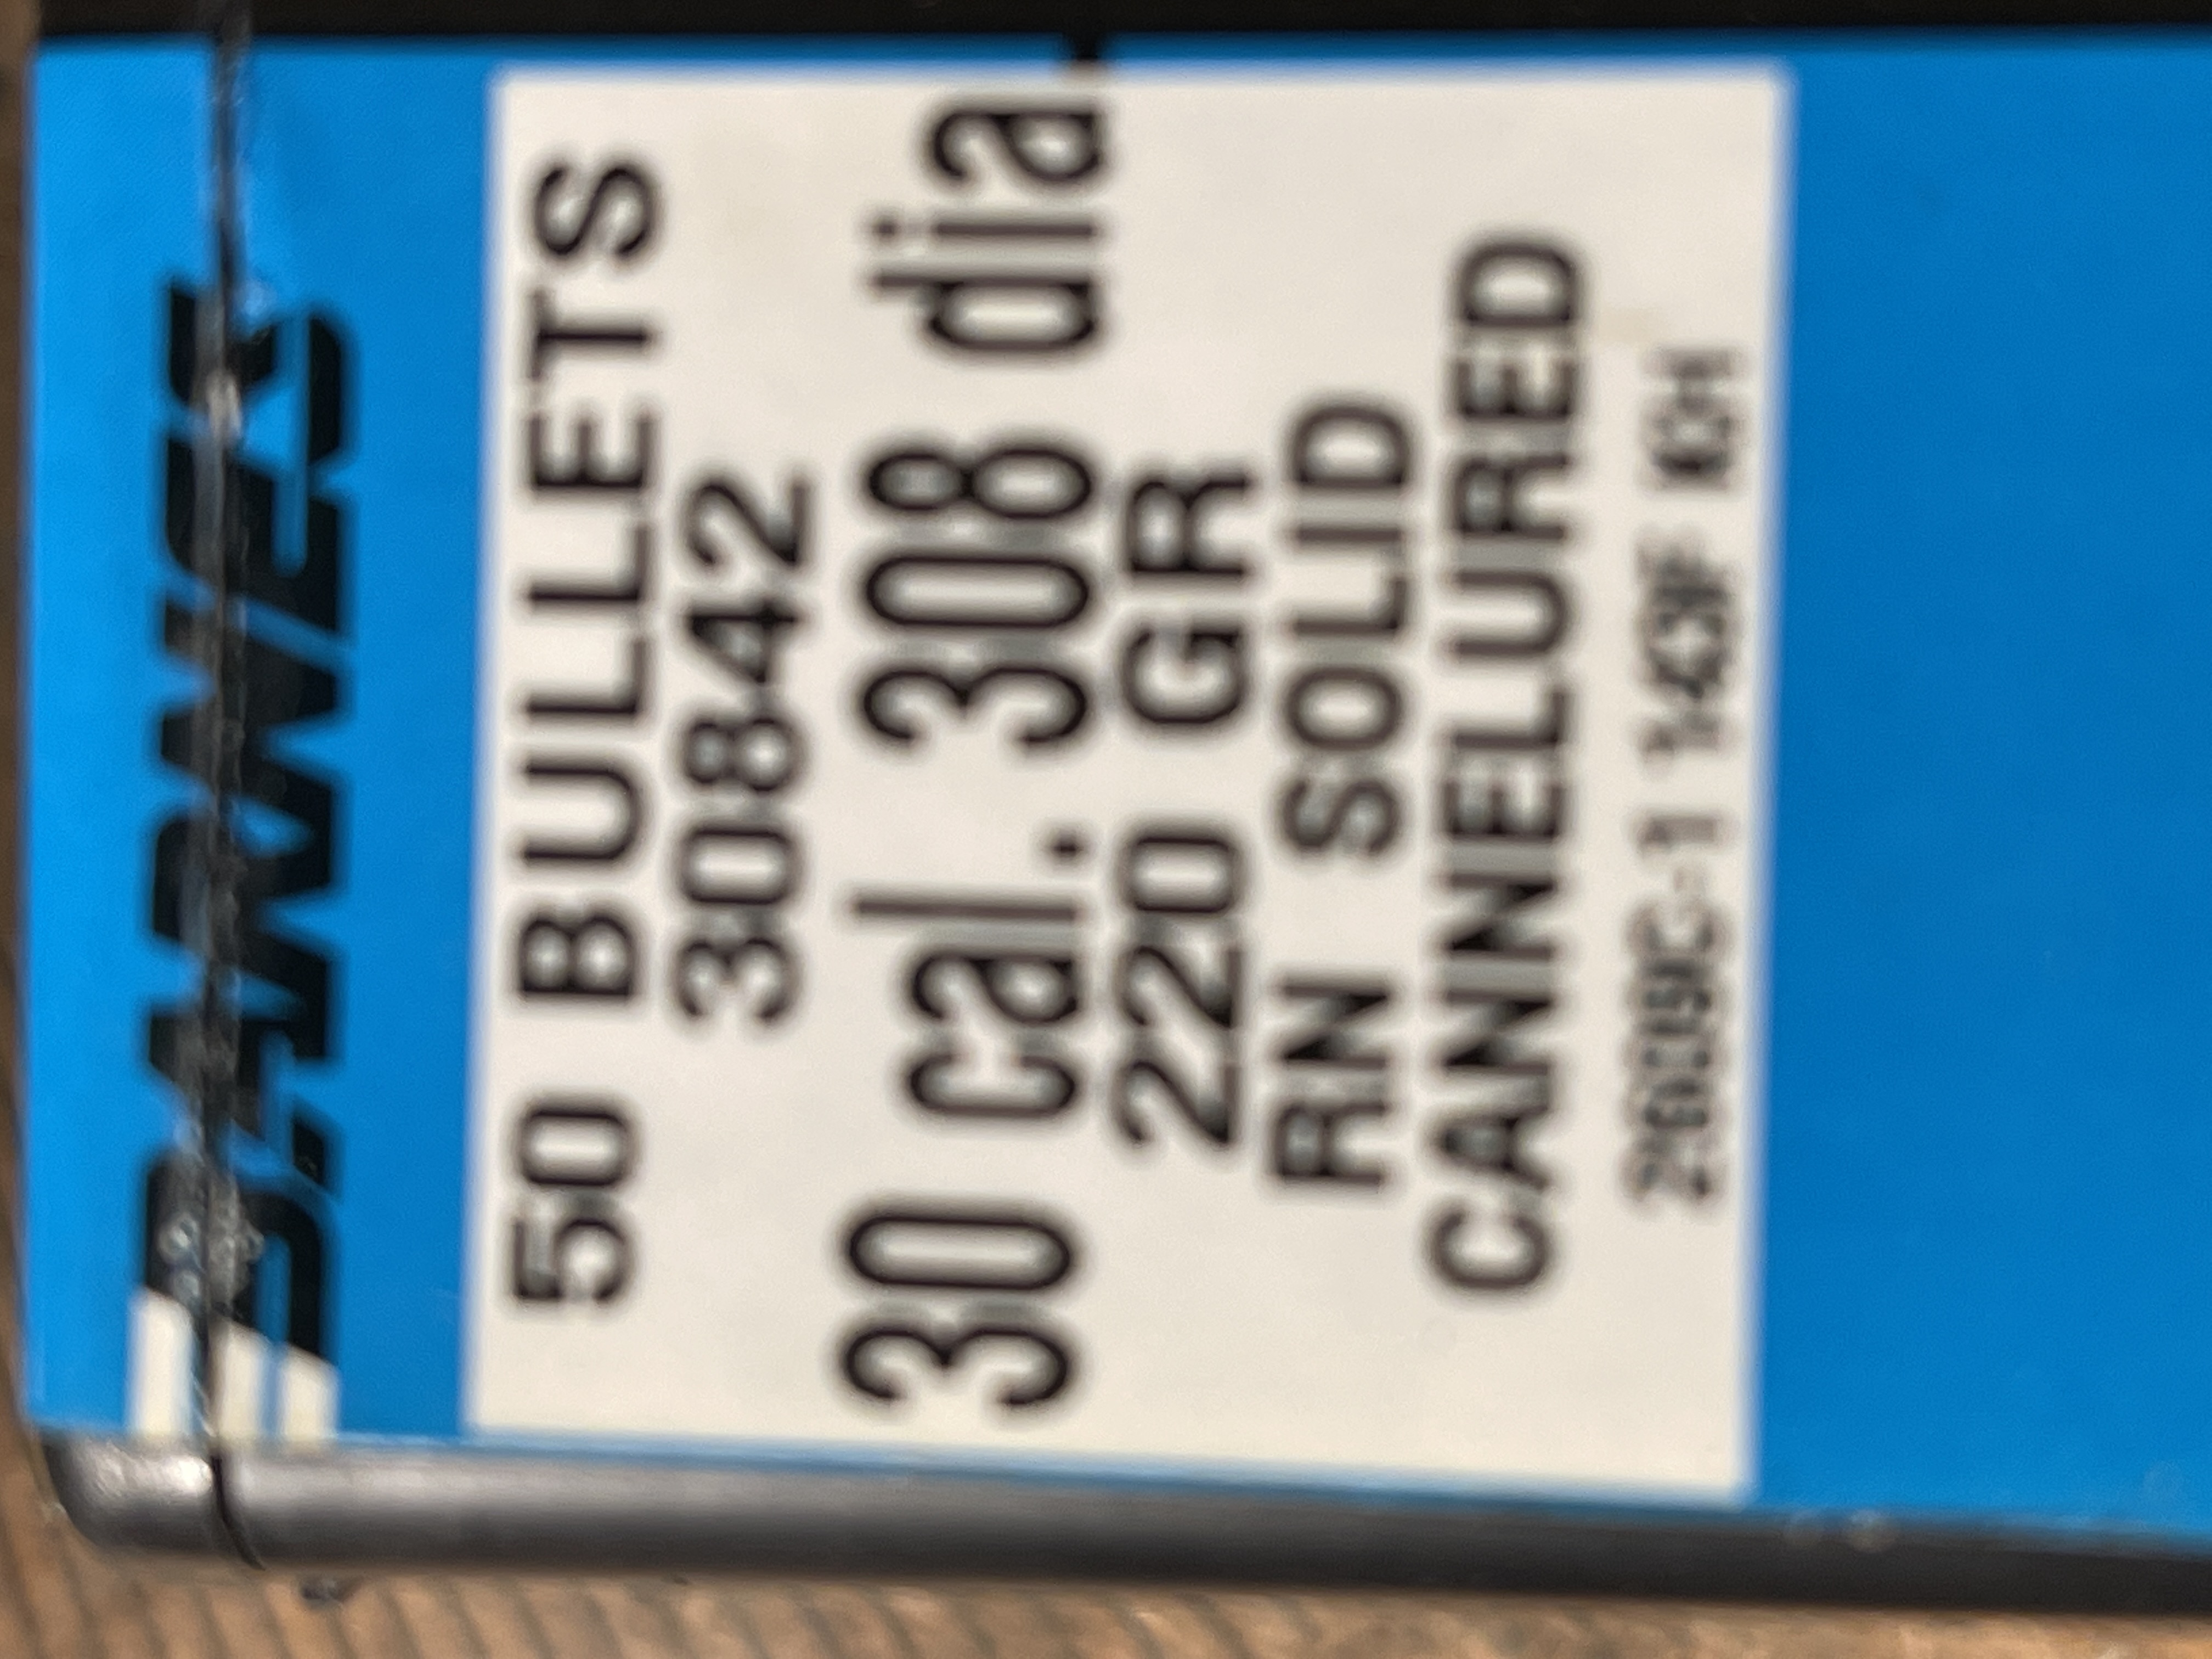 BARNES
50 BULLETS
30842
30 cal. 308 dia.
220 GR
RN SOLID
CANNELURED